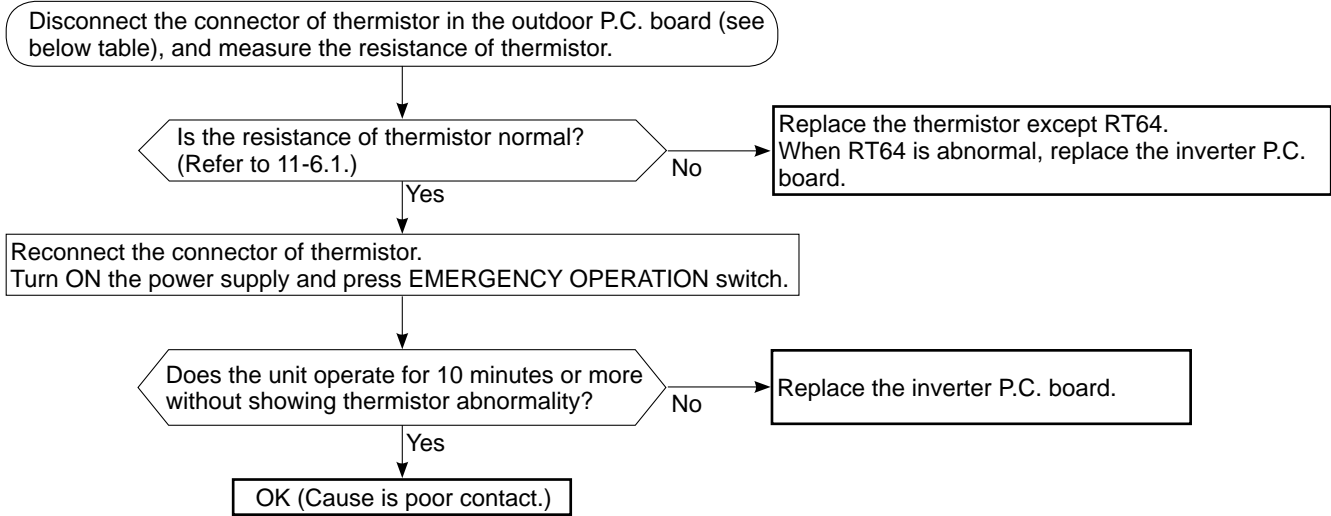 Disconnect the connector of thermistor in the outdoor P.C. board (see
below table), and measure the resistance of thermistor.
Is the resistance of thermistor normal?
(Refer to 11-6.1.)
No
Replace the thermistor except RT64.
When RT64 is abnormal, replace the inverter P.C.
board.
Yes
Reconnect the connector of thermistor.
Turn ON the power supply and press EMERGENCY OPERATION switch.
Does the unit operate for 10 minutes or more
without showing thermistor abnormality?
No
Replace the inverter P.C. board.
Yes
OK (Cause is poor contact.)